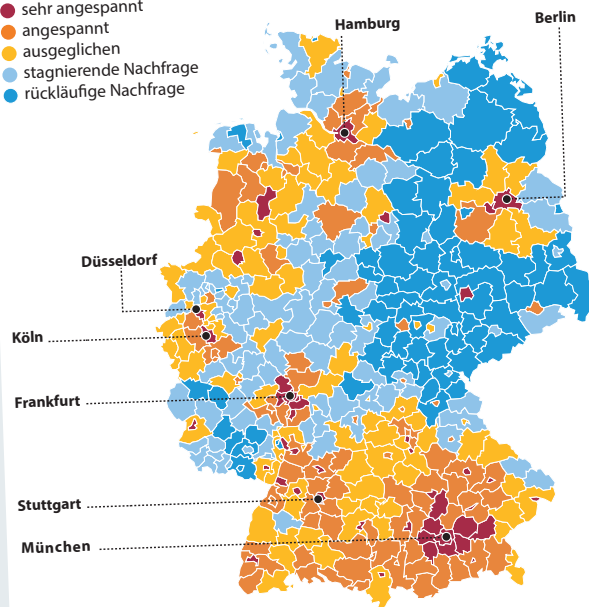 sehr angespannt
angespannt
ausgeglichen
stagnierende Nachfrage
rückläufige Nachfrage
Hamburg
Berlin
Düsseldorf
Köln
Frankfurt
Stuttgart
München